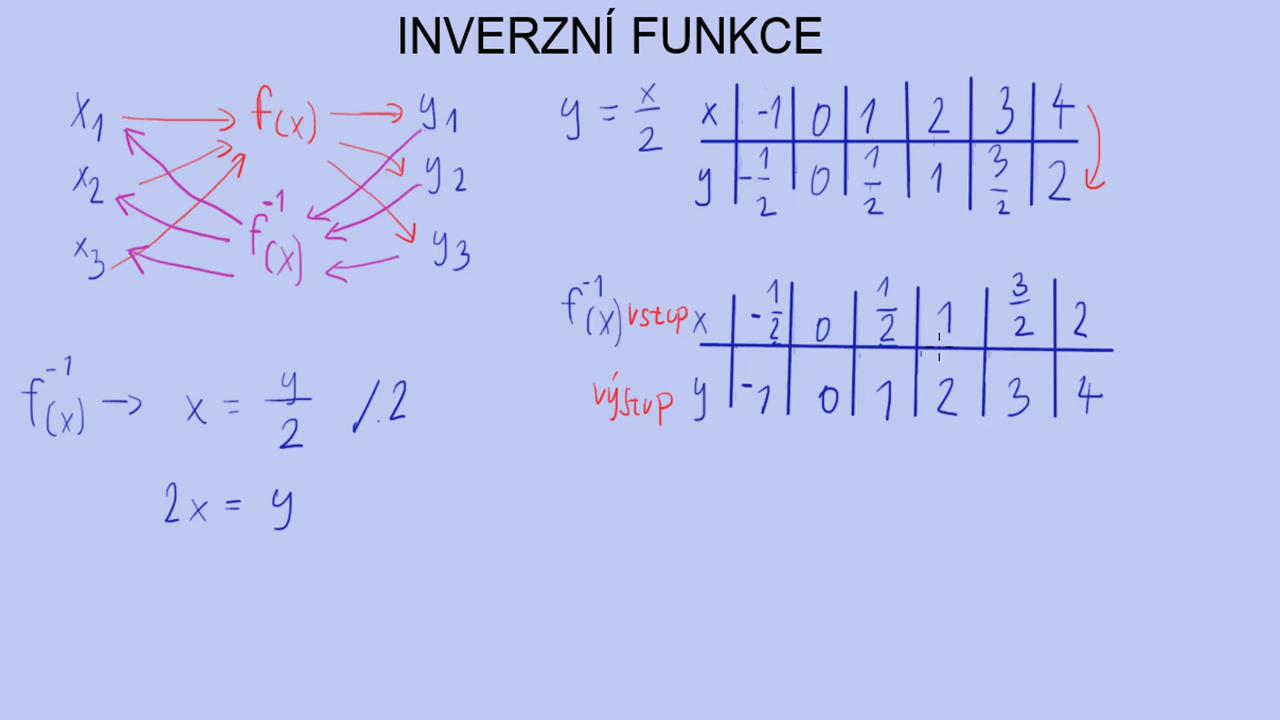 INVERZNÍ FUNKCE
x1 f(x) y1
x2 y2
f⁻¹(x)
x3 y3
y = x/2
x | -1 | 0 | 1 | 2 | 3 | 4
y | -1/2 | 0 | 1/2 | 1 | 3/2 | 2
f⁻¹(x) vstup x | -1/2 | 0 | 1/2 | 1 | 3/2 | 2
výstup y | -1 | 0 | 1 | 2 | 3 | 4
f⁻¹(x) → x = y/2 /.2
2x = y